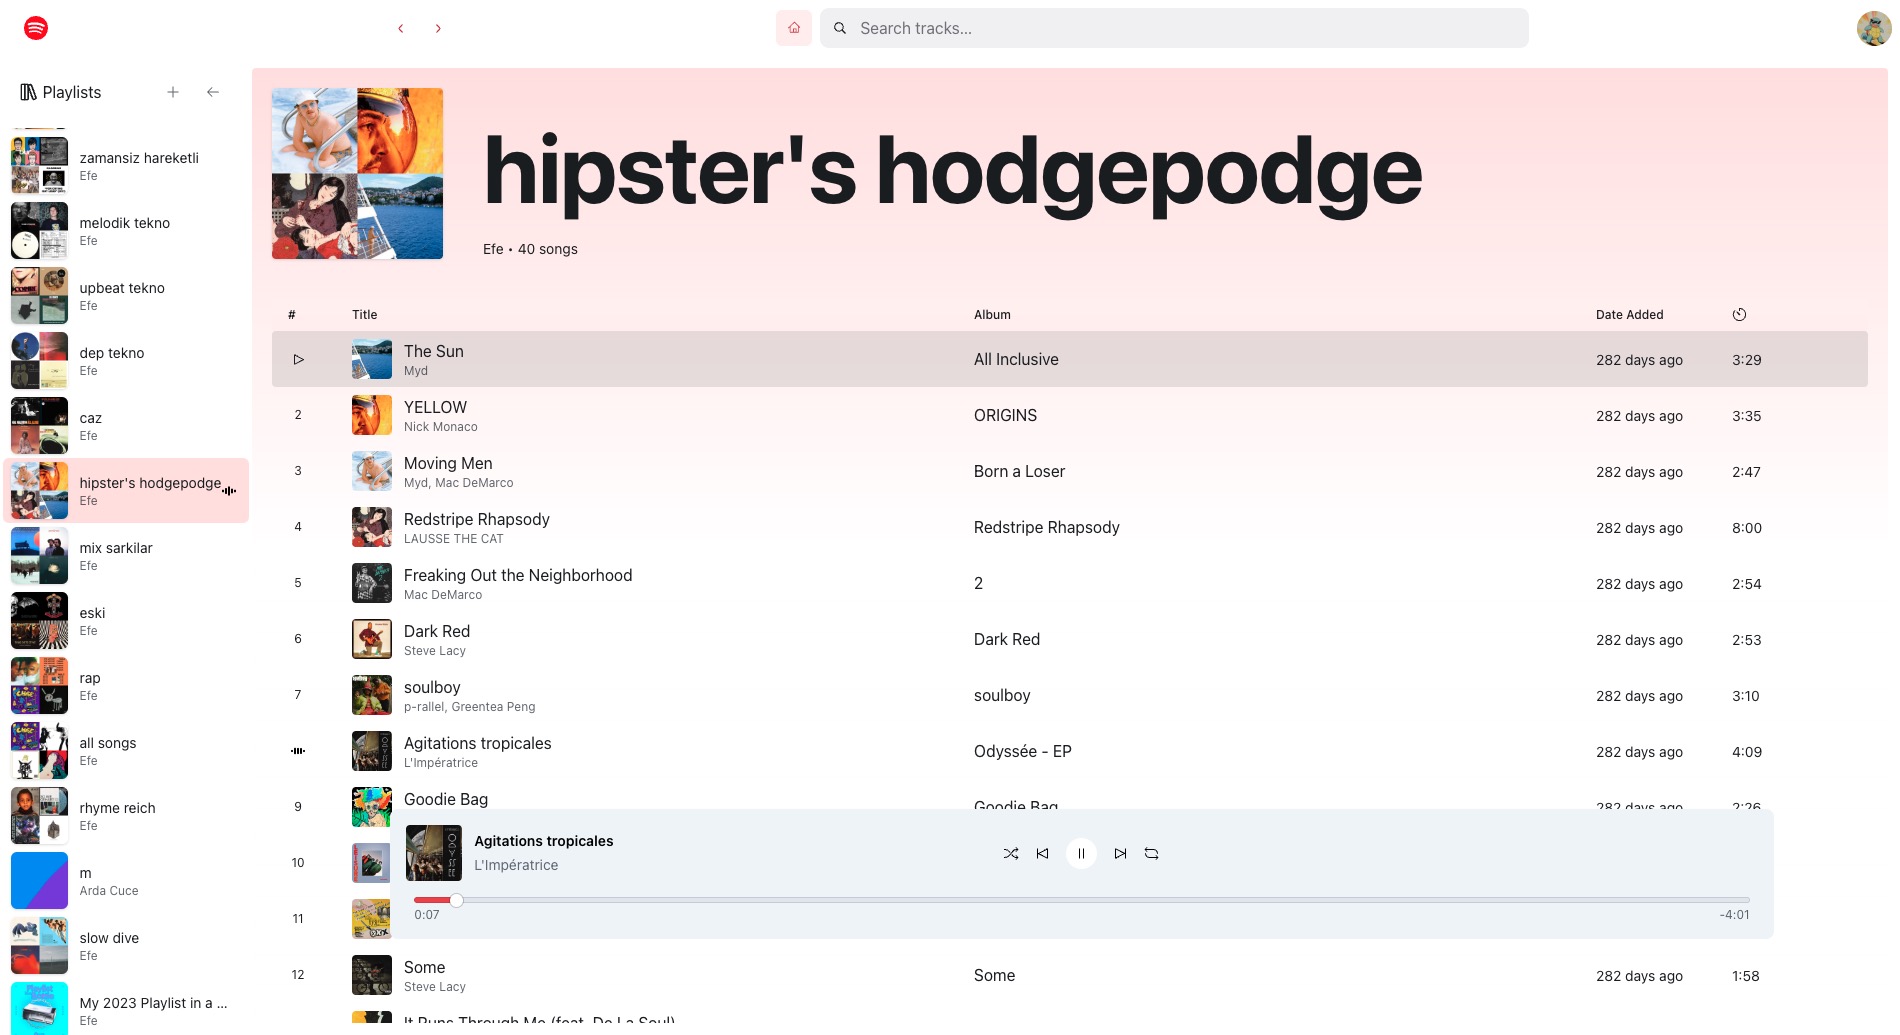 Search tracks...
Playlists
zamansiz hareketli
Efe
melodik tekno
Efe
upbeat tekno
Efe
dep tekno
Efe
caz
Efe
hipster's hodgepodge
Efe
mix sarkilar
Efe
eski
Efe
rap
Efe
all songs
Efe
rhyme reich
Efe
m
Arda Cuce
slow dive
Efe
My 2023 Playlist in a ...
Efe
hipster's hodgepodge
Efe • 40 songs
# Title Album Date Added
The Sun
Myd
All Inclusive 282 days ago 3:29
2 YELLOW
Nick Monaco
ORIGINS 282 days ago 3:35
3 Moving Men
Myd, Mac DeMarco
Born a Loser 282 days ago 2:47
4 Redstripe Rhapsody
LAUSSE THE CAT
Redstripe Rhapsody 282 days ago 8:00
5 Freaking Out the Neighborhood
Mac DeMarco
2 282 days ago 2:54
6 Dark Red
Steve Lacy
Dark Red 282 days ago 2:53
7 soulboy
p-rallel, Greentea Peng
soulboy 282 days ago 3:10
Agitations tropicales
L'Impératrice
Odyssée - EP 282 days ago 4:09
9 Goodie Bag
Goodie Bag 282 days ago 2:26
10
11
Agitations tropicales
L'Impératrice
0:07 -4:01
12 Some
Steve Lacy
Some 282 days ago 1:58
It Runs Through Me (feat. De La Soul)